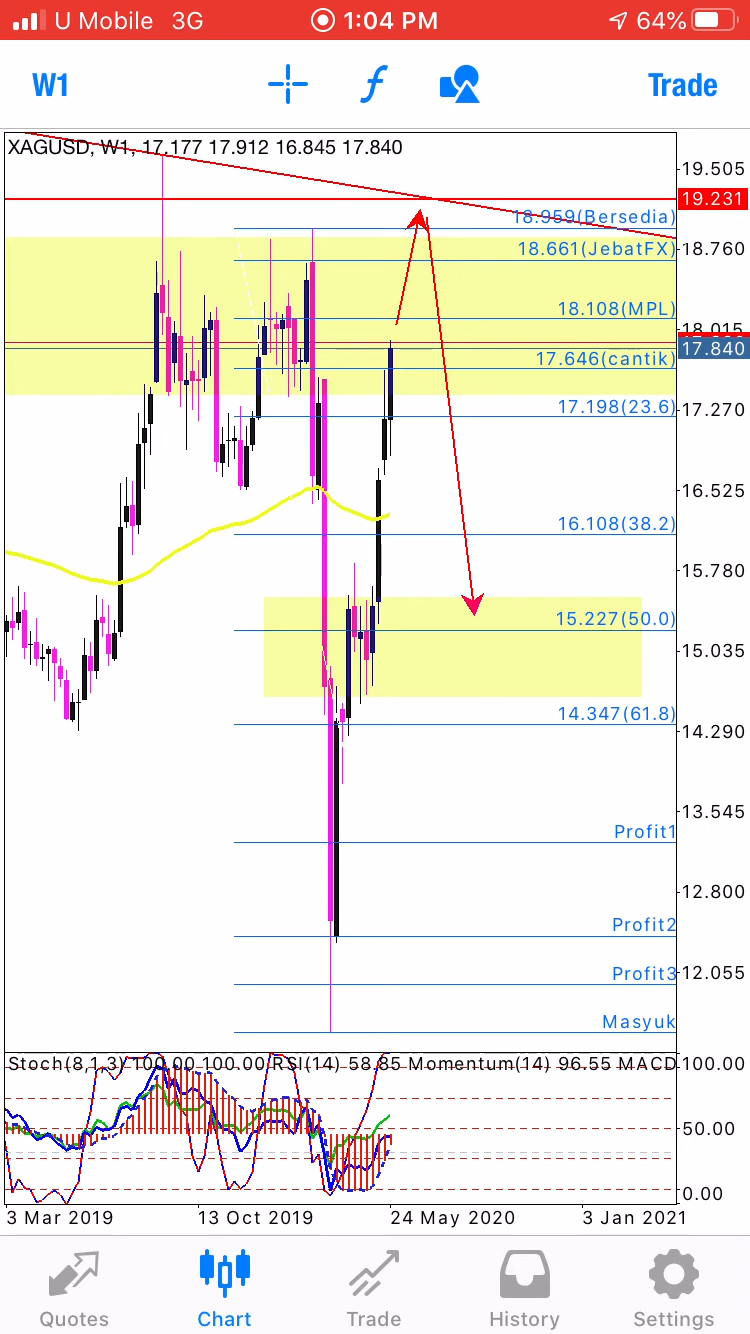 U Mobile 3G 1:04 PM 64%
W1 f Trade
XAGUSD, W1, 17.177 17.912 16.845 17.840
19.505
19.231
18.959(Bersedia)
18.760
18.661(JebatFX)
18.108(MPL)
18.015
17.840
17.646(cantik)
17.270
17.198(23.6)
16.525
16.108(38.2)
15.780
15.227(50.0)
15.035
14.347(61.8)
14.290
13.545
Profit1
12.800
Profit2
12.055
Profit3
Masyuk
Stoch(8,1,3) 100.00 100.00 RSI(14) 58.85 Momentum(14) 96.55 MACD
100.00
50.00
0.00
3 Mar 2019 13 Oct 2019 24 May 2020 3 Jan 2021
Quotes Chart Trade History Settings